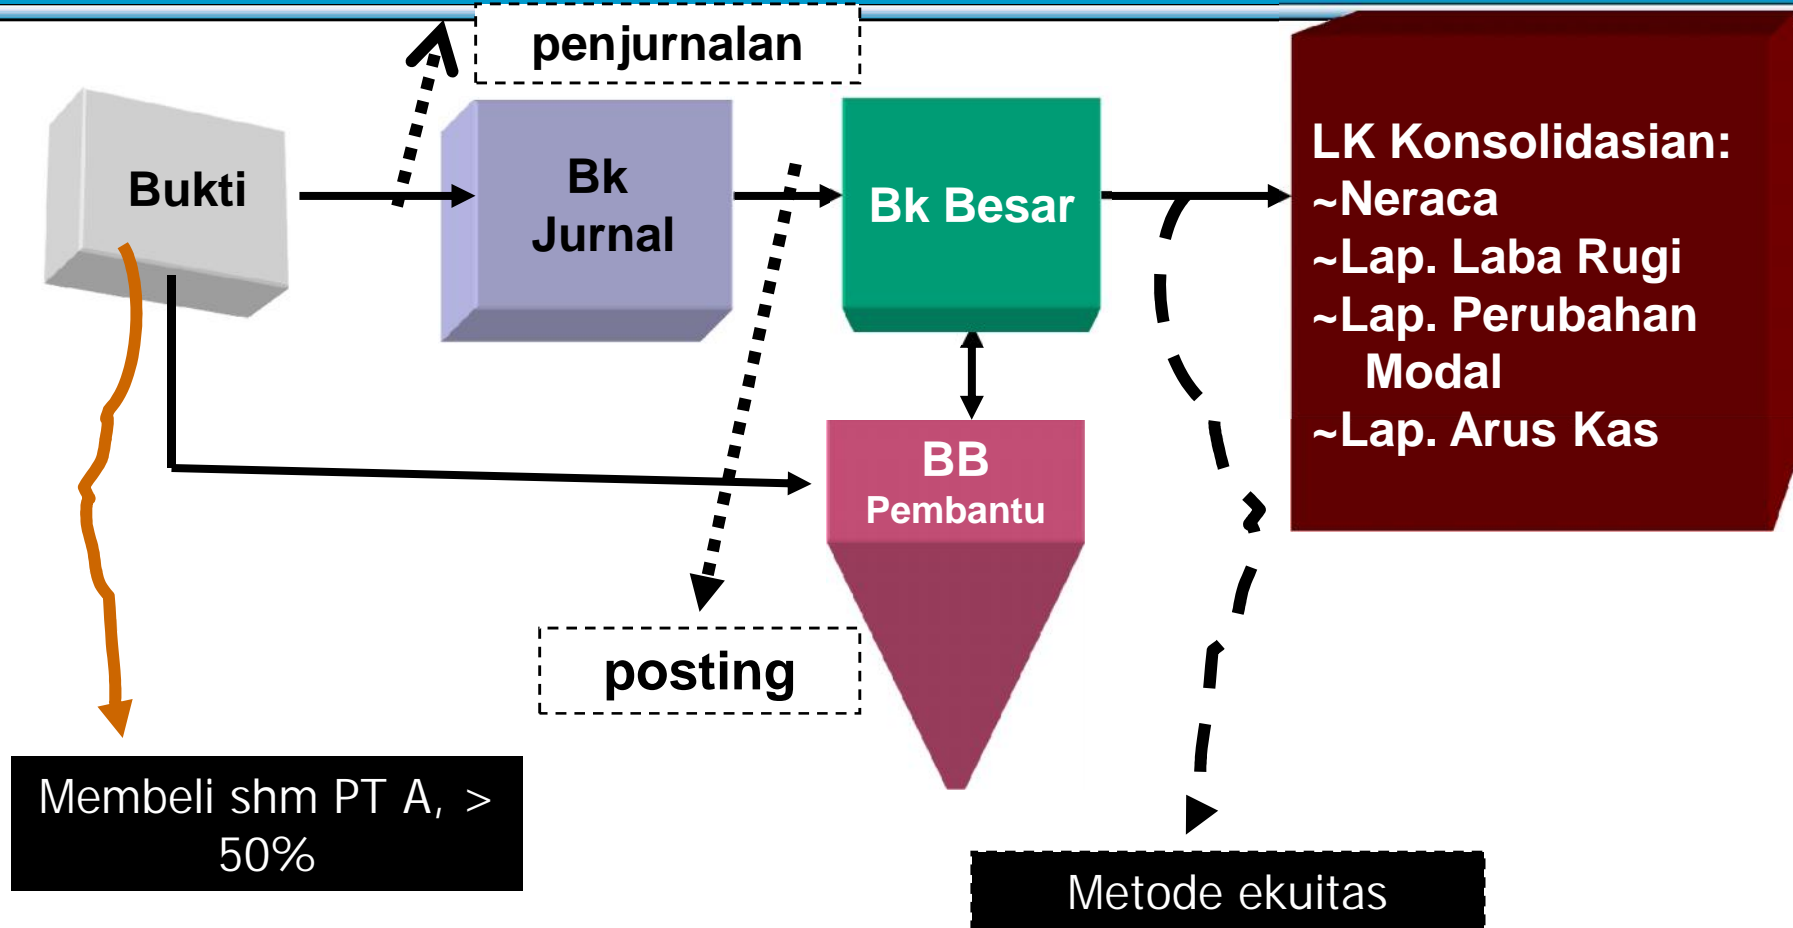 penjurnalan
Bukti
Bk
Jurnal
Bk Besar
LK Konsolidasian:
~Neraca
~Lap. Laba Rugi
~Lap. Perubahan
Modal
~Lap. Arus Kas
BB
Pembantu
posting
Membeli shm PT A, >
50%
Metode ekuitas